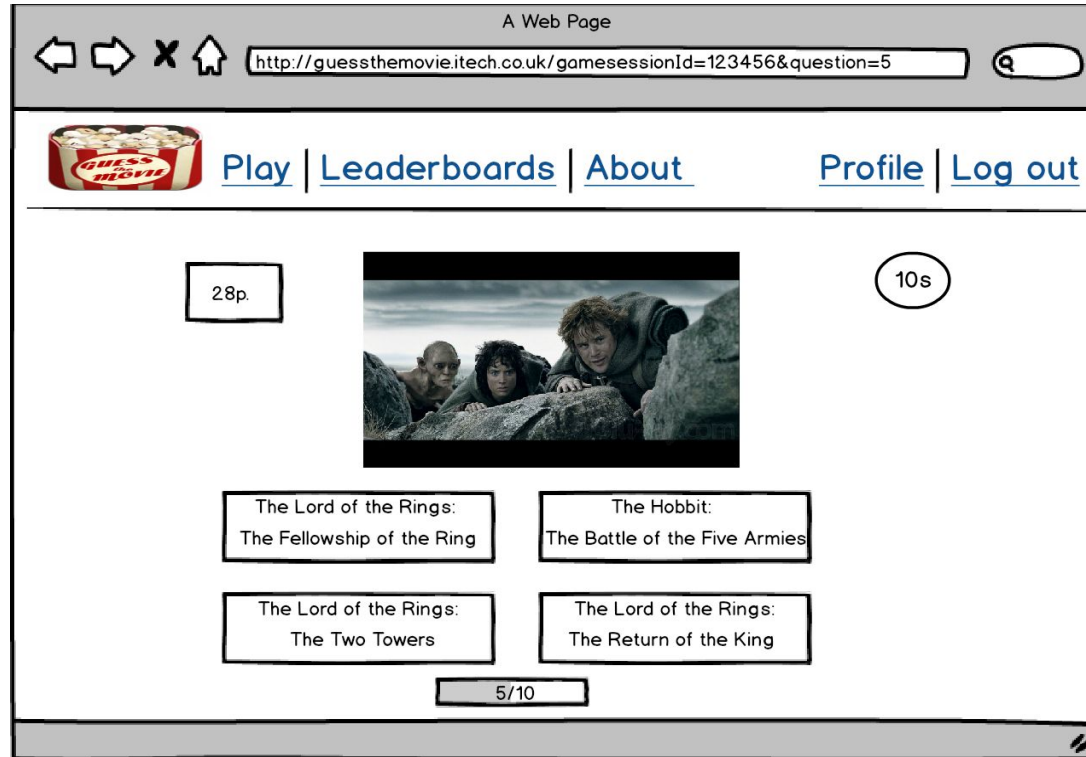 A Web Page
http://guessthemovie.itech.co.uk/gamesessionId=123456&question=5
GUESS
the
MOVIE
Play | Leaderboards | About
Profile | Log out
28p.
10s
The Lord of the Rings:
The Fellowship of the Ring
The Hobbit:
The Battle of the Five Armies
The Lord of the Rings:
The Two Towers
The Lord of the Rings:
The Return of the King
5/10